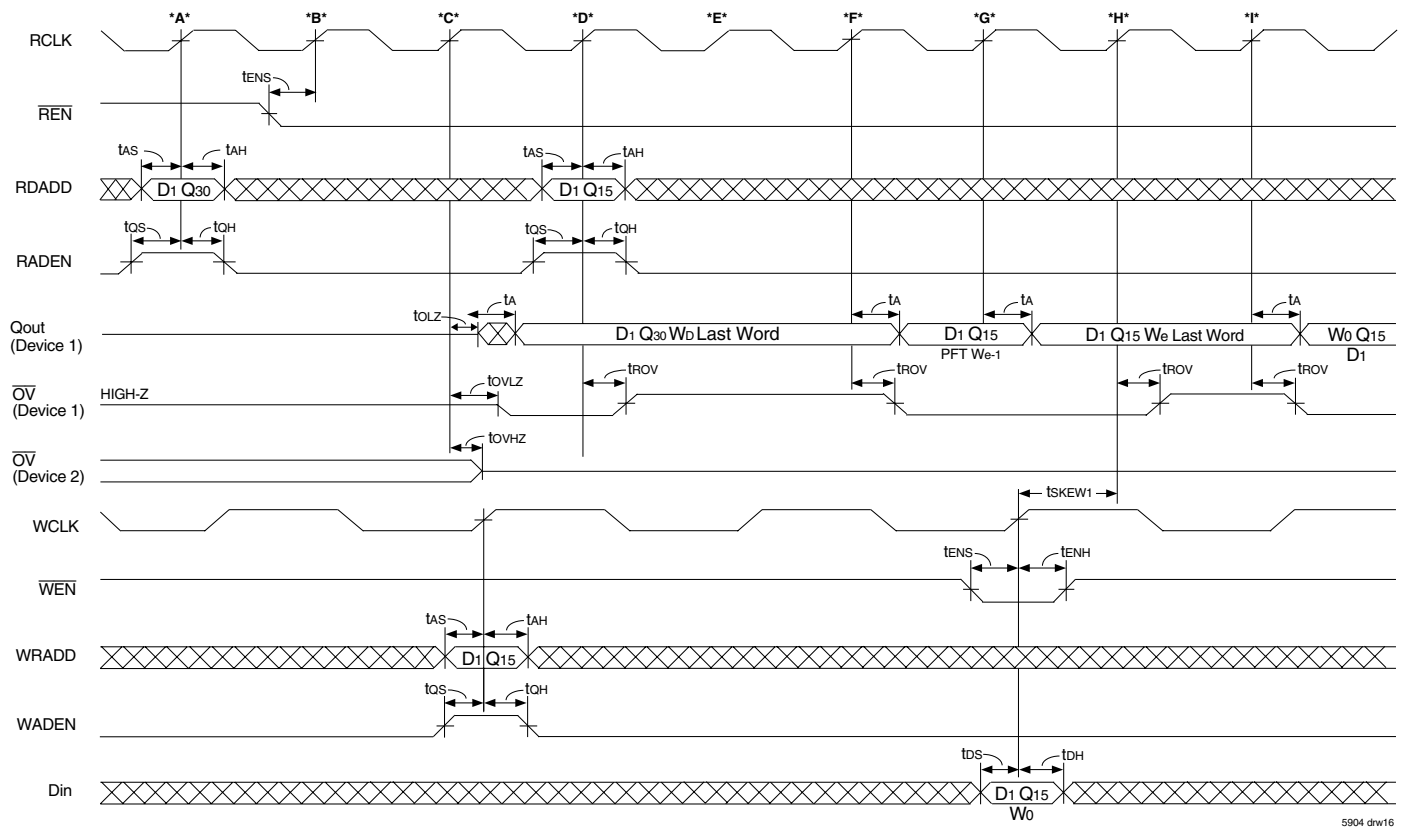 *A* *B* *C* *D* *E* *F* *G* *H* *I*
RCLK
tENS
REN
tAS tAH tAS tAH
RDADD D1 Q30 D1 Q15
tQS tQH tQS tQH
RADEN
tOLZ tA tA tA tA
Qout
(Device 1)
D1 Q30 WD Last Word D1 Q15 D1 Q15 We Last Word W0 Q15
PFT We-1 D1
tOVLZ tROV tROV tROV tROV
OV
(Device 1)
HIGH-Z
tOVHZ
OV
(Device 2)
tSKEW1
WCLK
tENS tENH
WEN
tAS tAH
WRADD D1 Q15
tQS tQH
WADEN
tDS tDH
Din D1 Q15
W0
5904 drw16